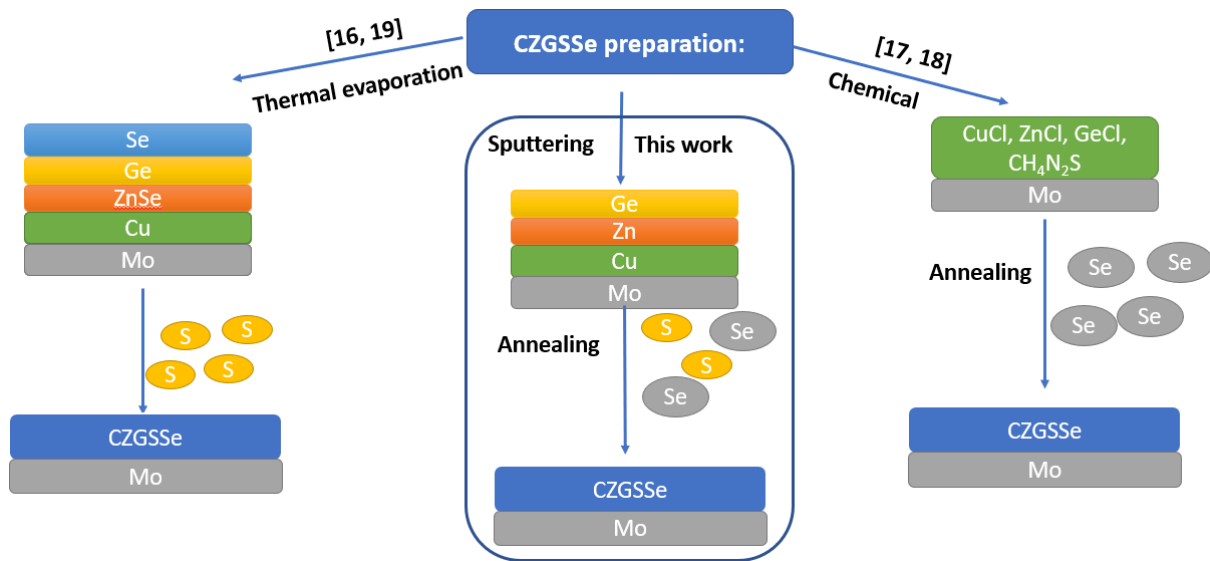 CZGSSe preparation:
[16, 19]
Thermal evaporation
Se
Ge
ZnSe
Cu
Mo
S
S
S
S
CZGSSe
Mo
Sputtering
This work
Ge
Zn
Cu
Mo
Annealing
S
Se
S
Se
CZGSSe
Mo
[17, 18]
Chemical
CuCl, ZnCl, GeCl,
CH₄N₂S
Mo
Annealing
Se
Se
Se
Se
CZGSSe
Mo